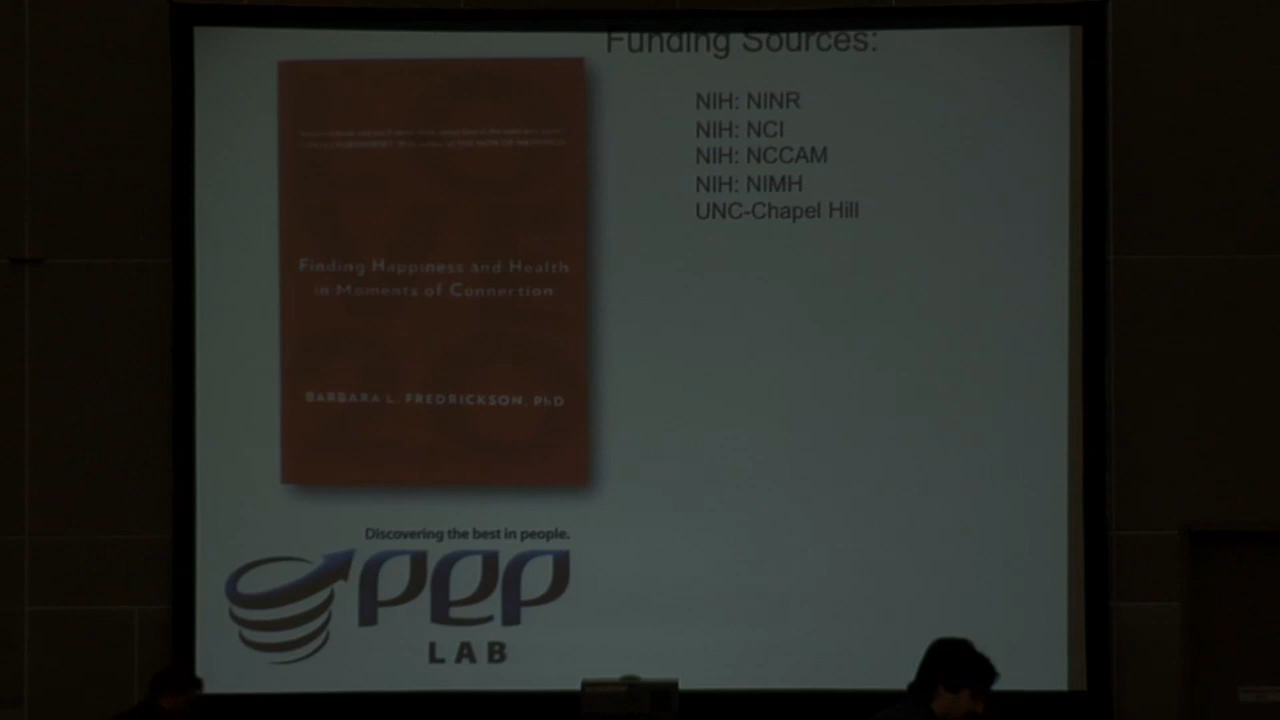 Funding Sources:
NIH: NINR
NIH: NCI
NIH: NCCAM
NIH: NIMH
UNC-Chapel Hill
Finding Happiness and Health
in Moments of Connection
BARBARA L. FREDRICKSON, PhD
Discovering the best in people.
PEP
LAB